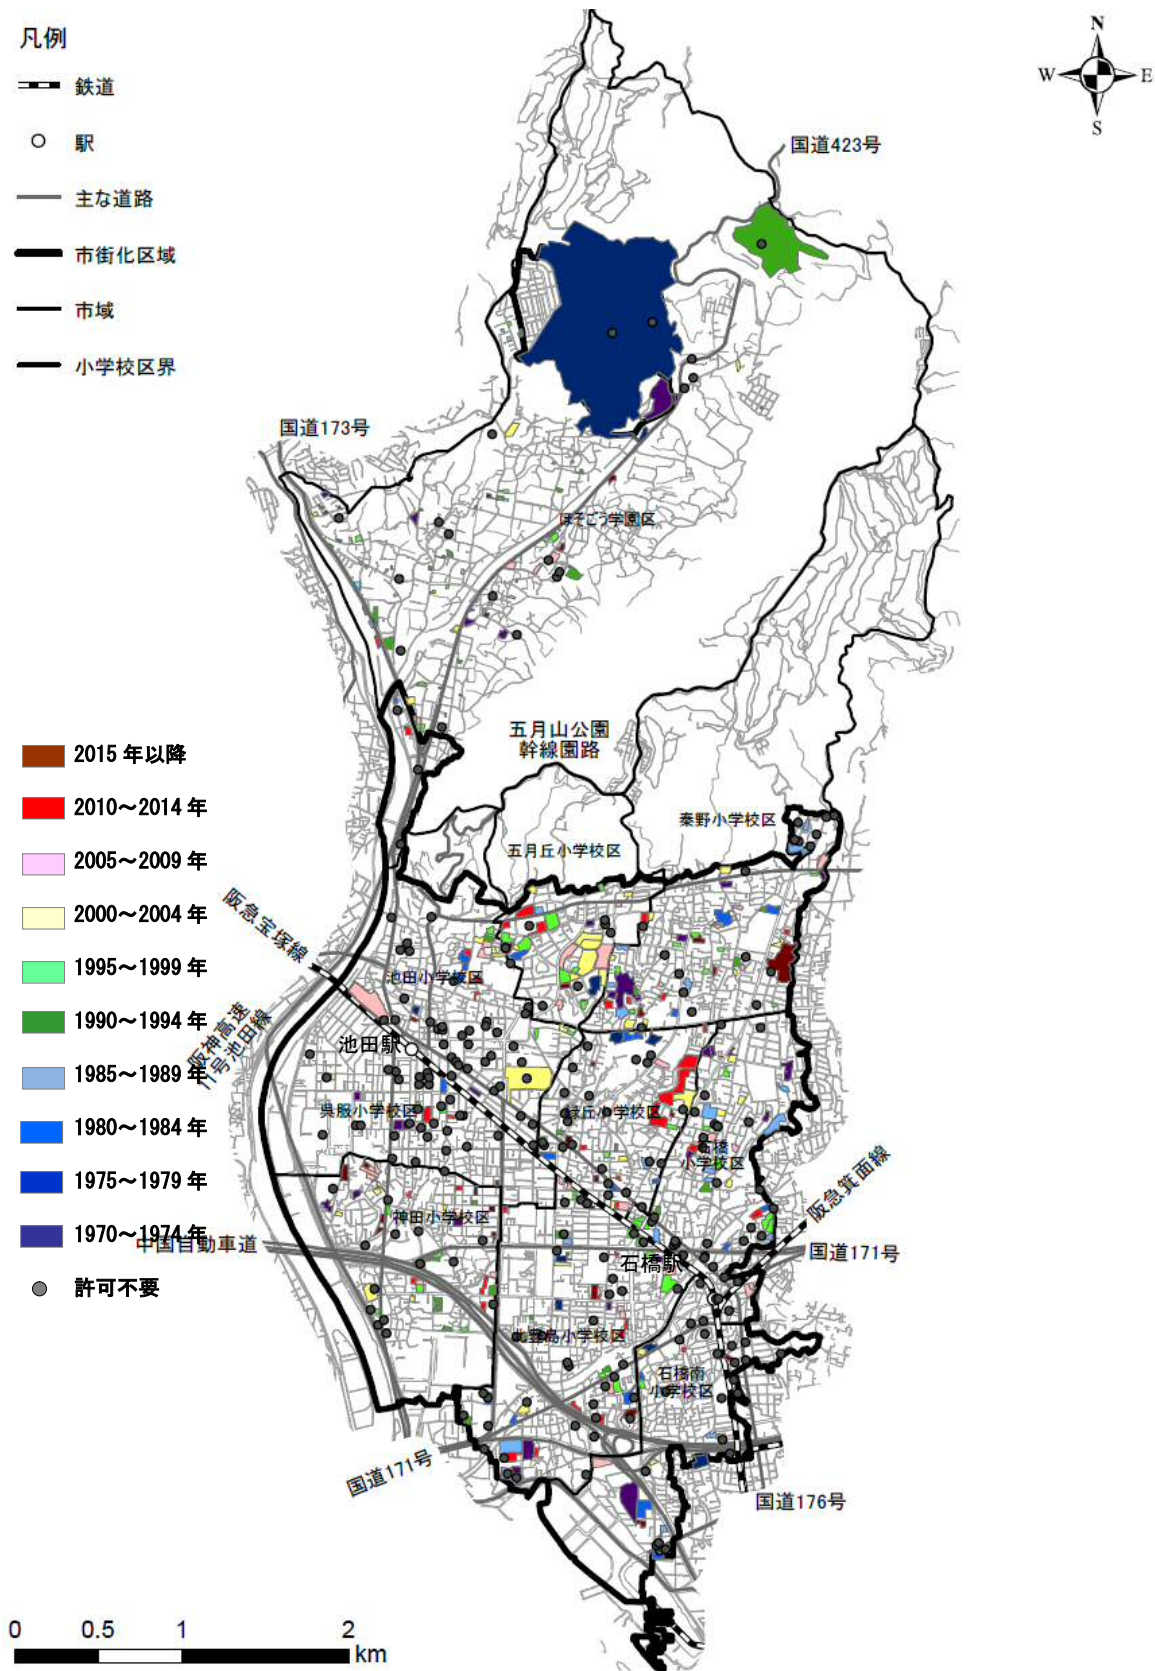 凡例
鉄道
駅
主な道路
市街化区域
市域
小学校区界
N
W
E
S
国道423号
国道173号
ほそごう学園区
五月山公園
幹線園路
秦野小学校区
五月丘小学校区
2015 年以降
2010～2014 年
2005～2009 年
2000～2004 年
1995～1999 年
1990～1994 年
1985～1989 年
1980～1984 年
1975～1979 年
1970～1974 年
許可不要
阪急宝塚線
池田小学校区
阪神高速
11号池田線
池田駅
呉服小学校区
緑丘小学校区
石橋
小学校区
阪急箕面線
神田小学校区
中国自動車道
国道171号
石橋駅
北豊島小学校区
石橋南
小学校区
国道171号
国道176号
0
0.5
1
2
km